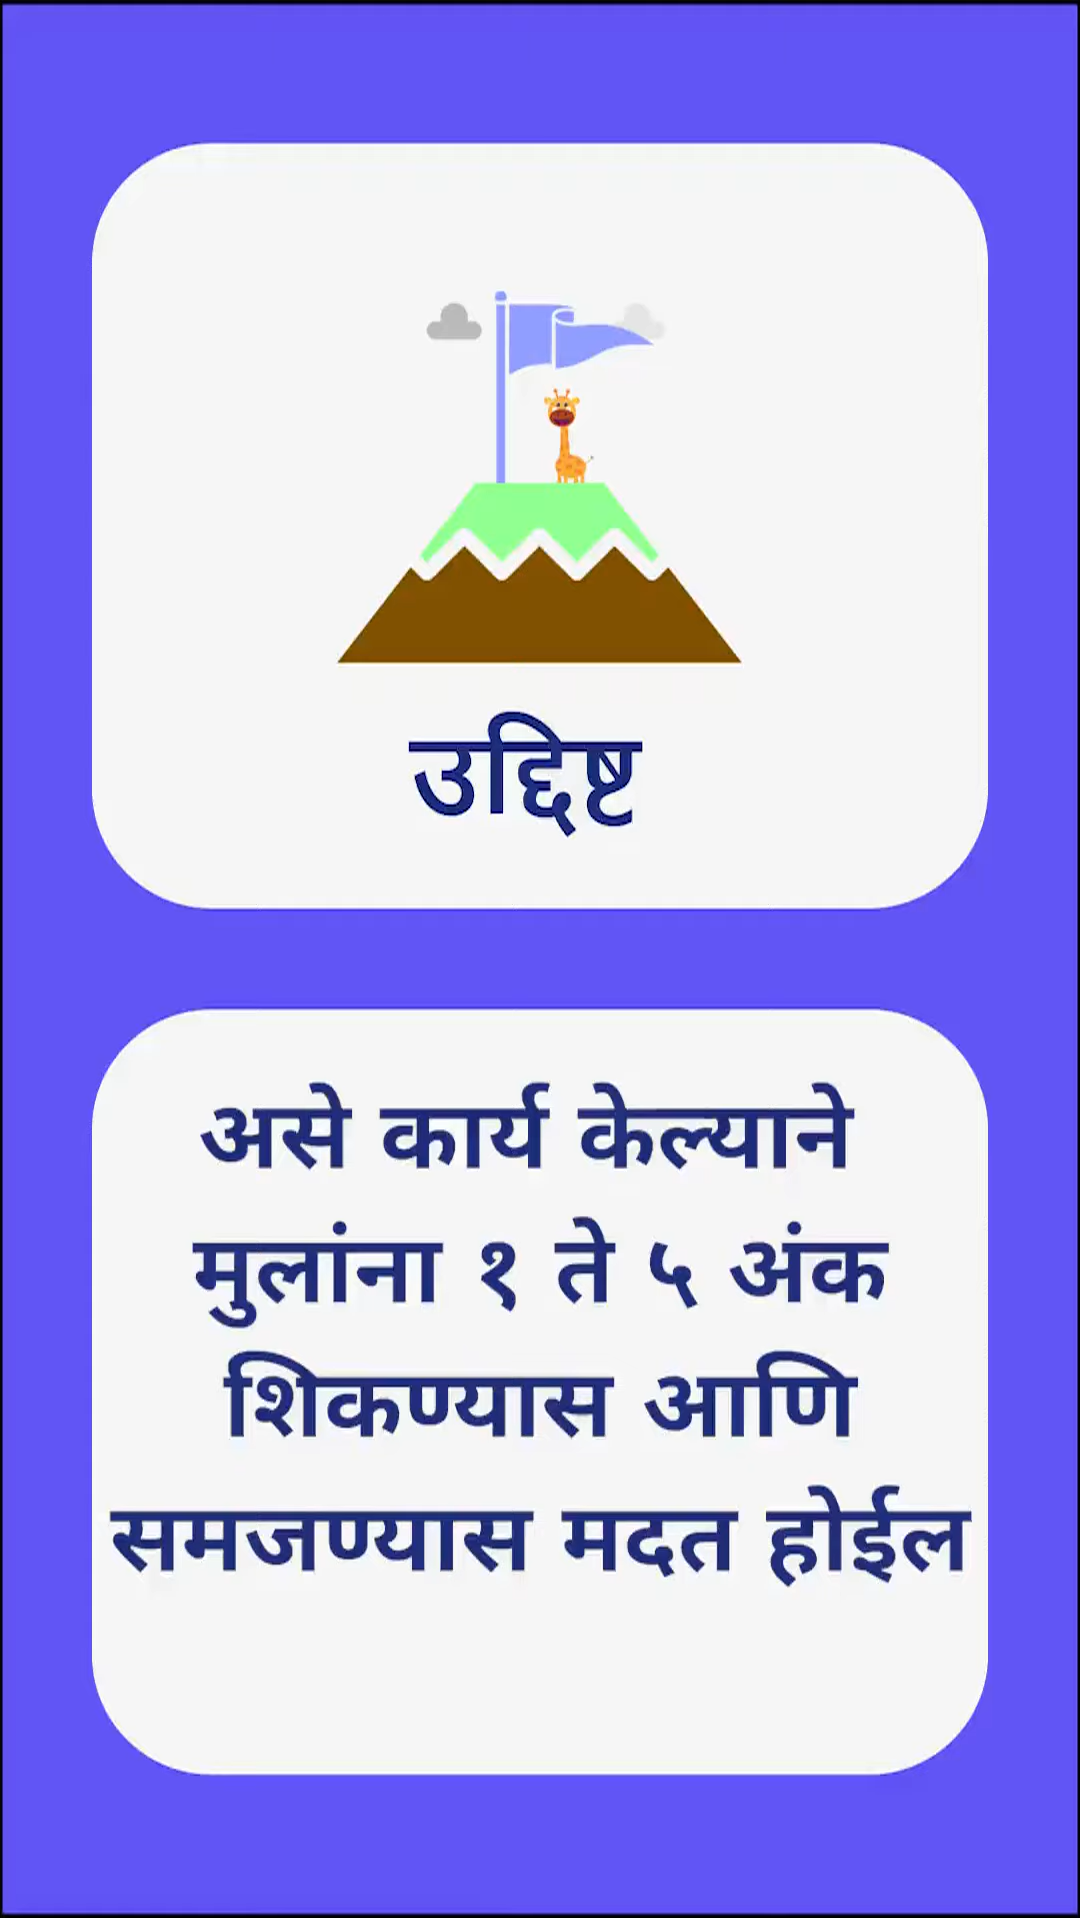 उद्दिष्ट
असे कार्य केल्याने
मुलांना १ ते ५ अंक
शिकण्यास आणि
समजण्यास मदत होईल